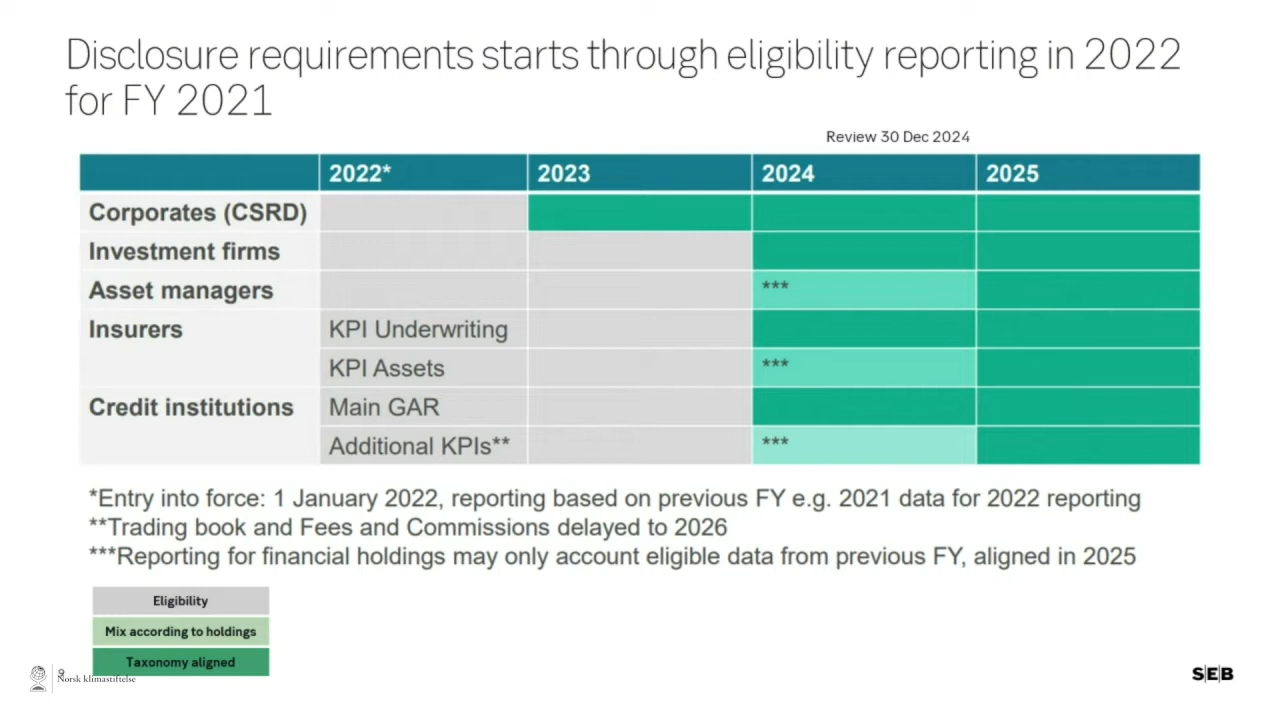 Disclosure requirements starts through eligibility reporting in 2022
for FY 2021
Review 30 Dec 2024
2022* 2023 2024 2025
Corporates (CSRD)
Investment firms
Asset managers ***
Insurers KPI Underwriting
KPI Assets ***
Credit institutions Main GAR
Additional KPIs** ***
*Entry into force: 1 January 2022, reporting based on previous FY e.g. 2021 data for 2022 reporting
**Trading book and Fees and Commissions delayed to 2026
***Reporting for financial holdings may only account eligible data from previous FY, aligned in 2025
Eligibility
Mix according to holdings
Taxonomy aligned
9
Norsk klimastiftelse
SEB